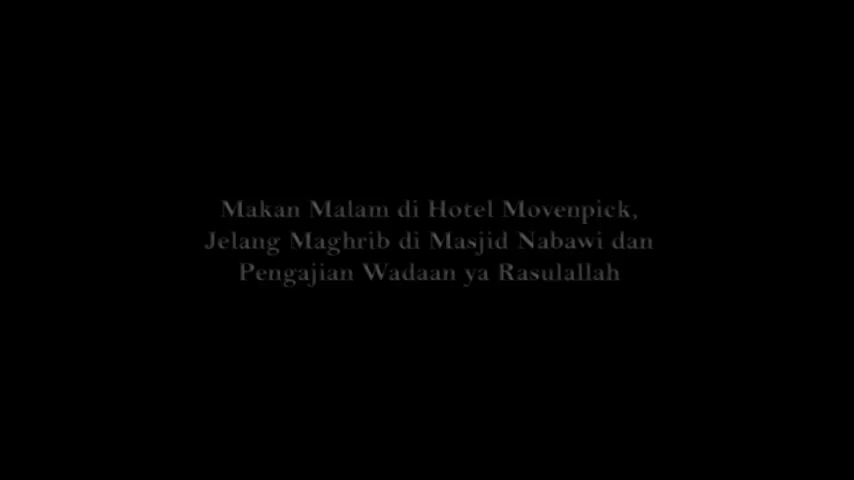 Makan Malam di Hotel Movenpick,
Jelang Maghrib di Masjid Nabawi dan
Pengajian Wadaan ya Rasulallah